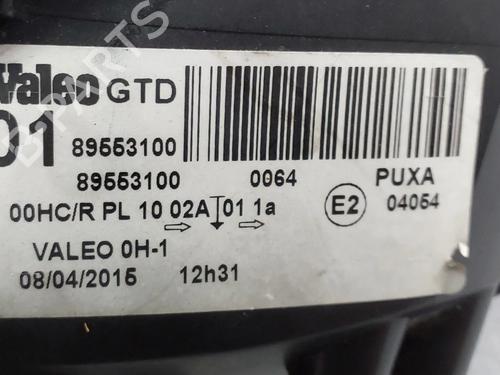 Valeo GTD
01 89553100
89553100 0064 PUXA
00HC/R PL 10 02A 01 1a E2 04054
VALEO 0H-1
08/04/2015 12h31
B PARTS